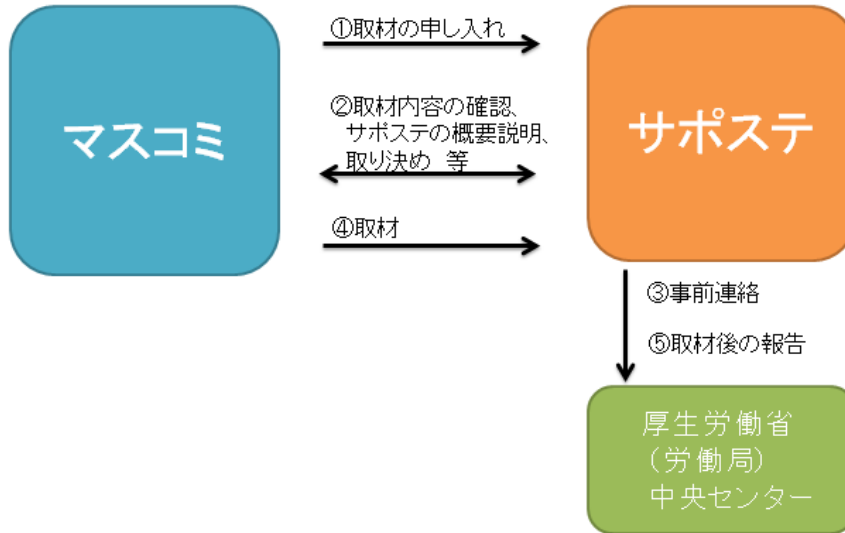 マスコミ
①取材の申し入れ
②取材内容の確認、
サポステの概要説明、
取り決め 等
④取材
サポステ
③事前連絡
⑤取材後の報告
厚生労働省
(労働局)
中央センター